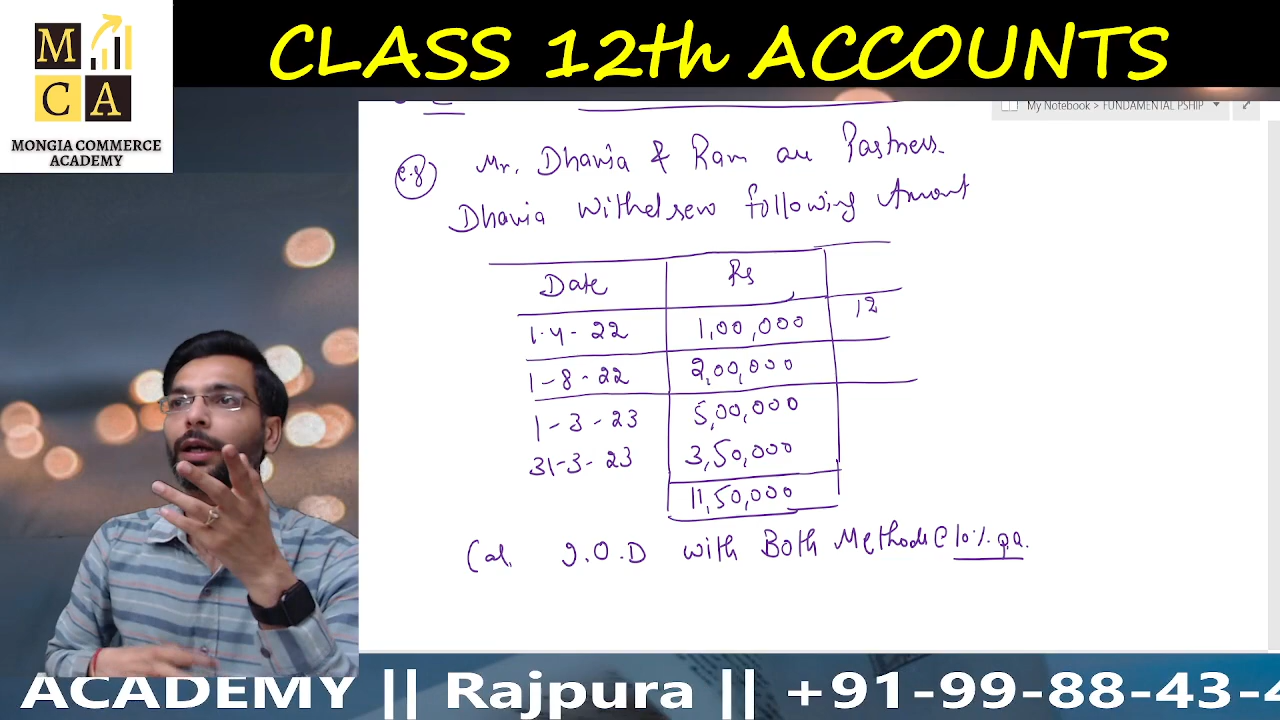 M
C A
MONGIA COMMERCE
ACADEMY
CLASS 12th ACCOUNTS
My Notebook > FUNDAMENTAL PSHIP
e.g Mr. Dhavia & Ram are Partners.
Dhavia Withdrew following Amount
Date Rs
1-4-22 1,00,000 12
1-8-22 2,00,000
1-3-23 5,00,000
31-3-23 3,50,000
11,50,000
Cal. I.O.D with Both Methods @ 10% p.a.
ACADEMY || Rajpura || +91-99-88-43-4